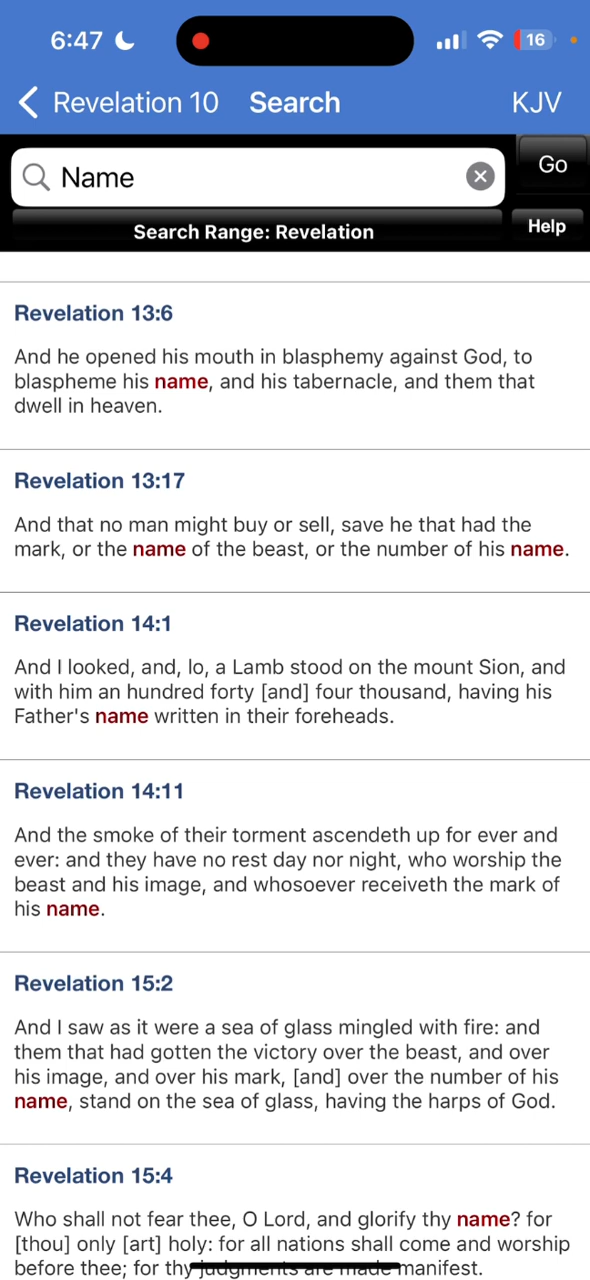 6:47
16
Revelation 10 Search KJV
Name
Go
Search Range: Revelation
Help
Revelation 13:6
And he opened his mouth in blasphemy against God, to
blaspheme his name, and his tabernacle, and them that
dwell in heaven.
Revelation 13:17
And that no man might buy or sell, save he that had the
mark, or the name of the beast, or the number of his name.
Revelation 14:1
And I looked, and, lo, a Lamb stood on the mount Sion, and
with him an hundred forty [and] four thousand, having his
Father's name written in their foreheads.
Revelation 14:11
And the smoke of their torment ascendeth up for ever and
ever: and they have no rest day nor night, who worship the
beast and his image, and whosoever receiveth the mark of
his name.
Revelation 15:2
And I saw as it were a sea of glass mingled with fire: and
them that had gotten the victory over the beast, and over
his image, and over his mark, [and] over the number of his
name, stand on the sea of glass, having the harps of God.
Revelation 15:4
Who shall not fear thee, O Lord, and glorify thy name? for
[thou] only [art] holy: for all nations shall come and worship
before thee; for thy judgments are made manifest.